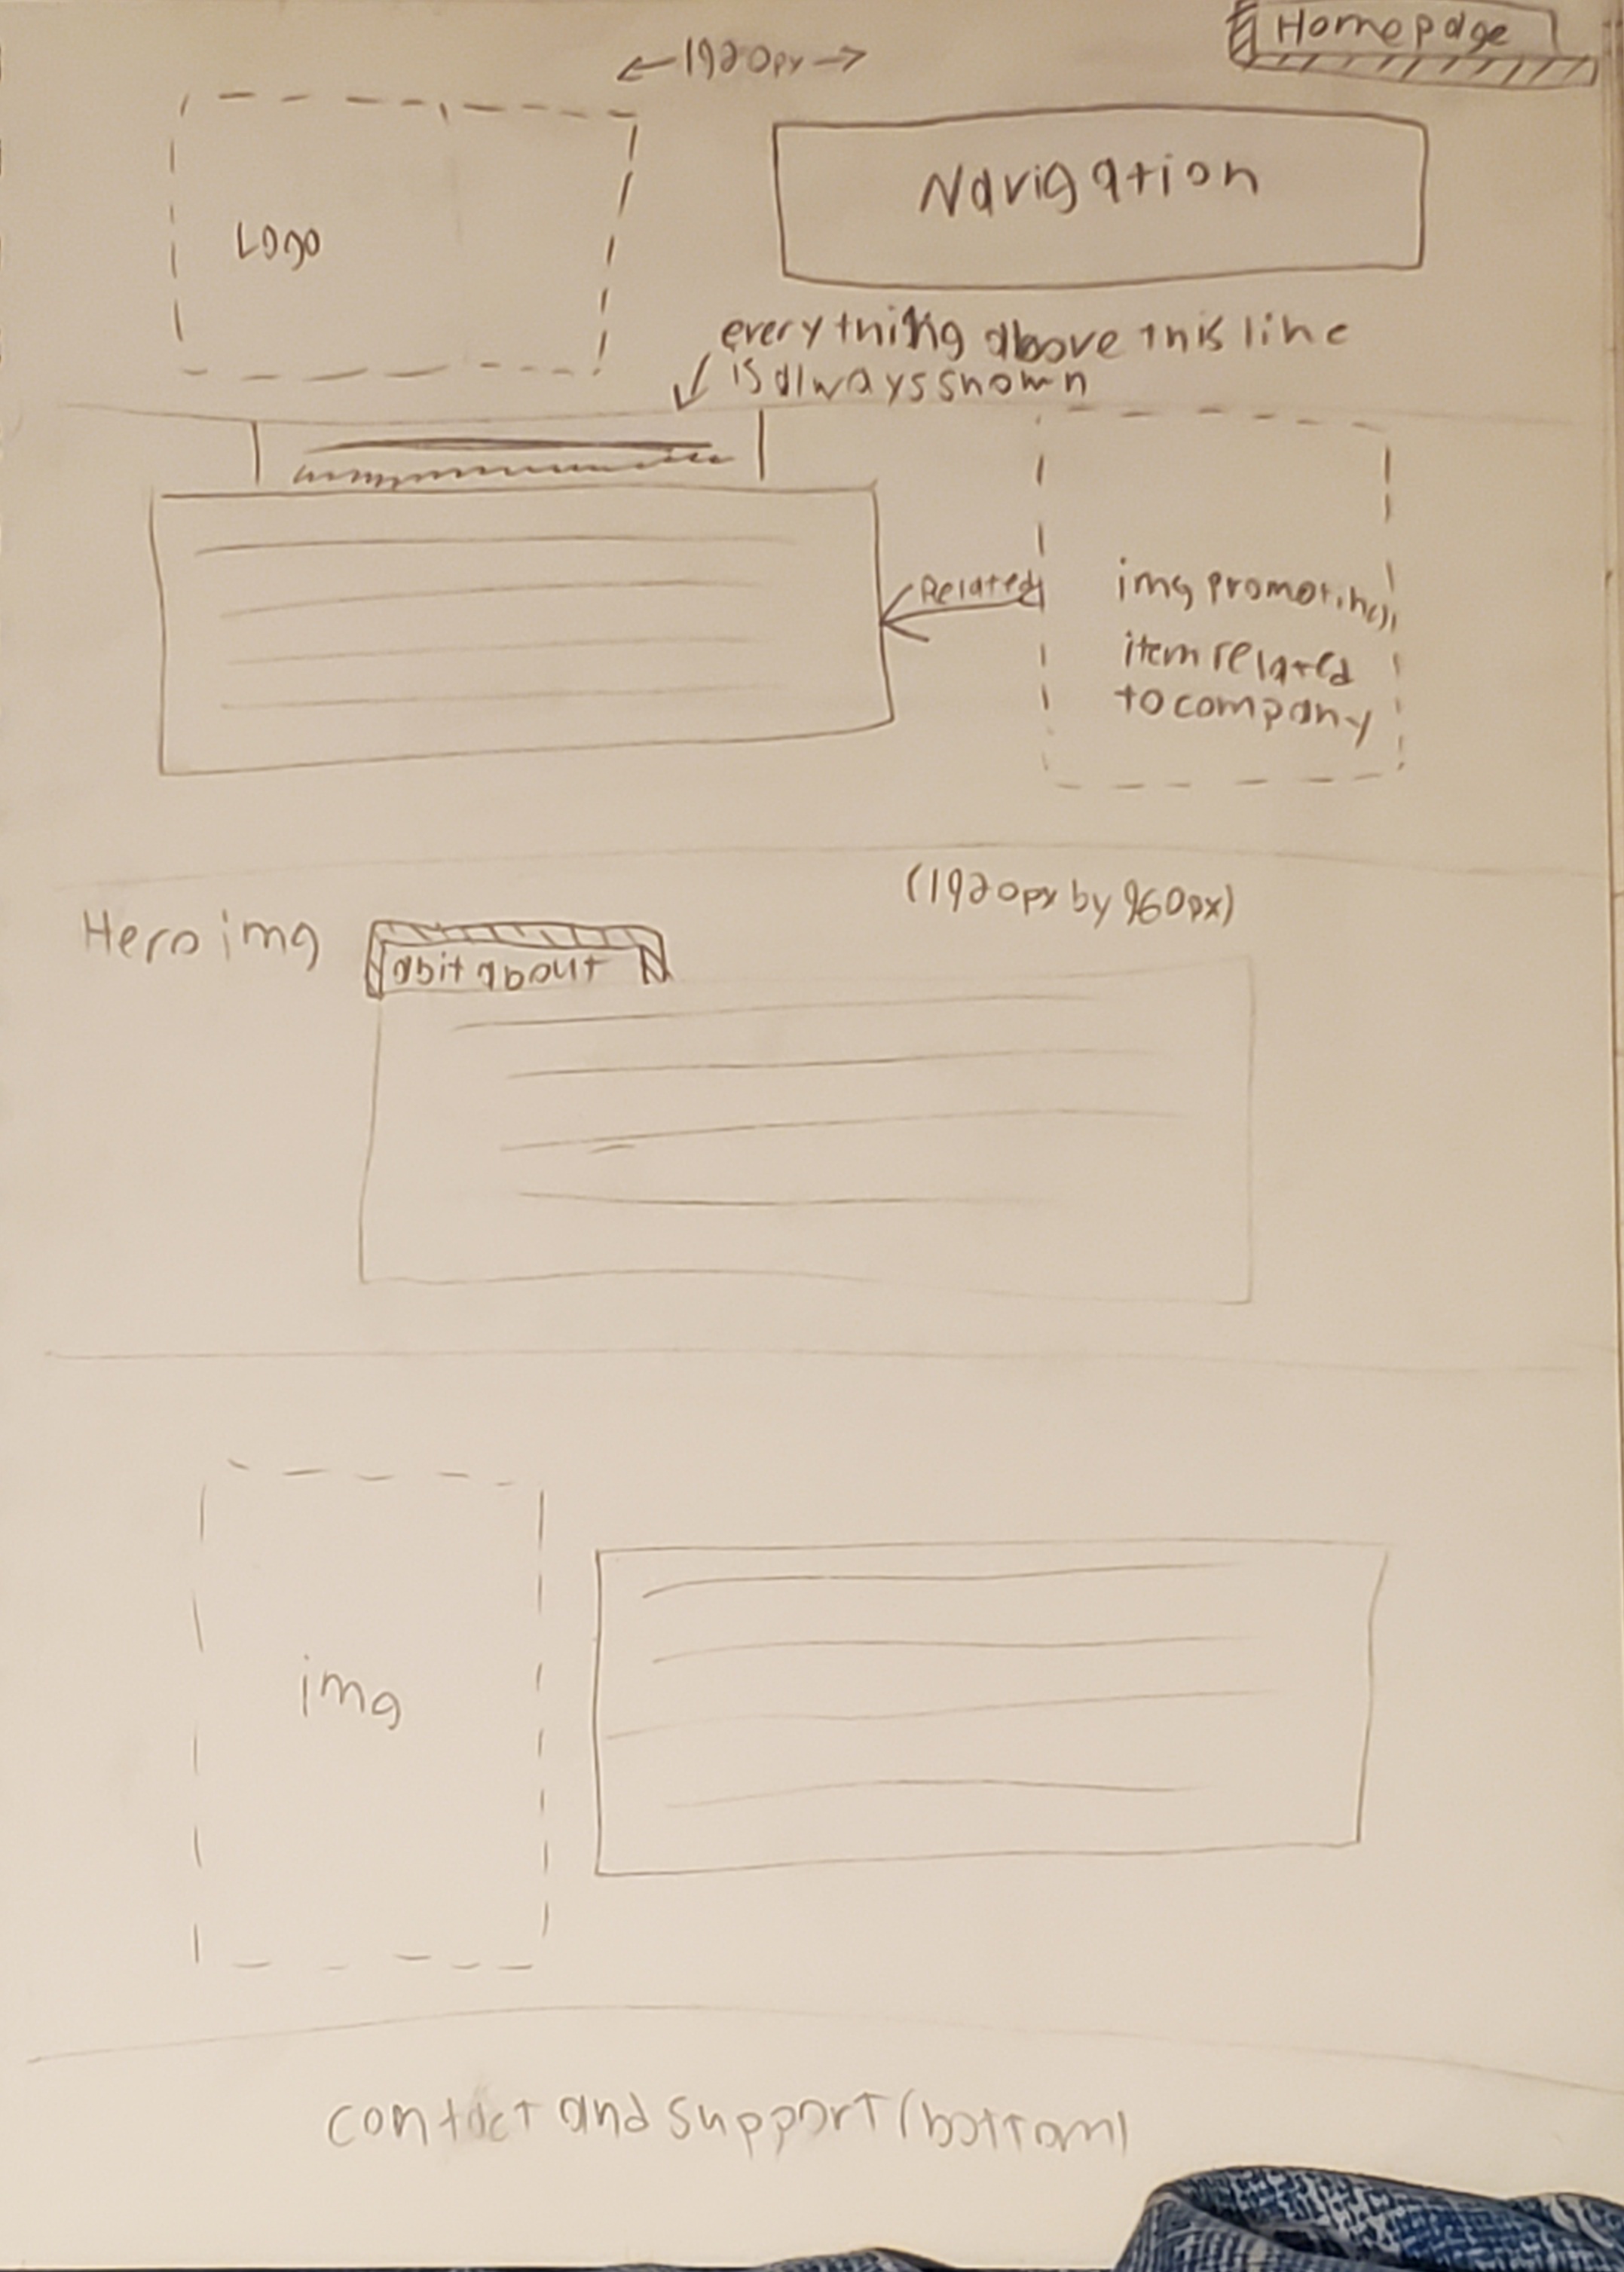 Homepage
←1920px→
Logo
Navigation
everything above this line
is always shown
Related
img promoting
item related
to company
(1920px by 960px)
Hero img
abit about
img
contact and support (bottom)